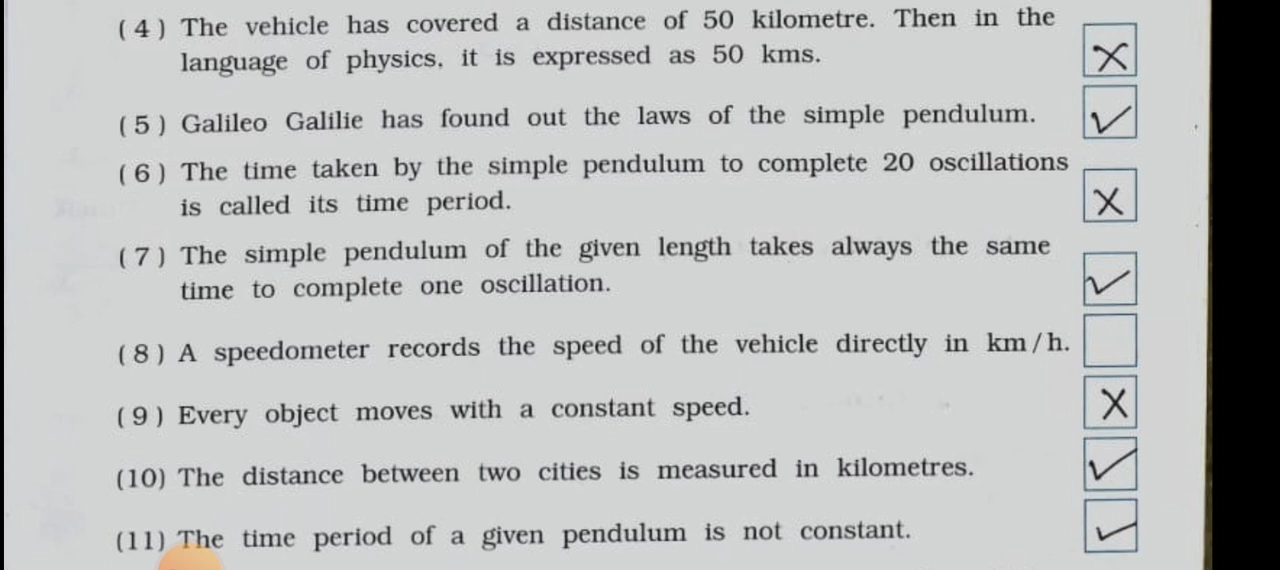 (4) The vehicle has covered a distance of 50 kilometre. Then in the
language of physics, it is expressed as 50 kms. ✗
(5) Galileo Galilie has found out the laws of the simple pendulum. ✓
(6) The time taken by the simple pendulum to complete 20 oscillations
is called its time period. ✗
(7) The simple pendulum of the given length takes always the same
time to complete one oscillation. ✓
(8) A speedometer records the speed of the vehicle directly in km/h.
(9) Every object moves with a constant speed. ✗
(10) The distance between two cities is measured in kilometres. ✓
(11) The time period of a given pendulum is not constant. ✓